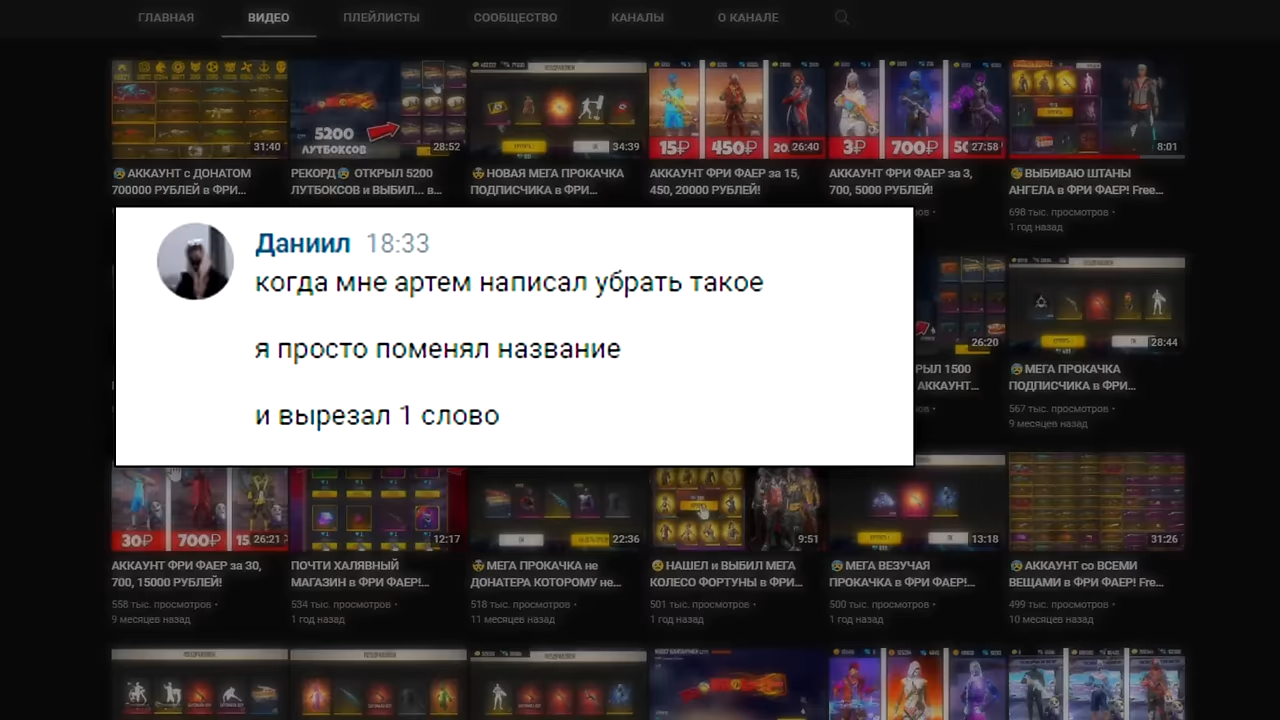 ГЛАВНАЯ
ВИДЕО
ПЛЕЙЛИСТЫ
СООБЩЕСТВО
КАНАЛЫ
О КАНАЛЕ
5200
ЛУТБОКСОВ
15₽
450₽
20
3₽
700₽
31:40
28:52
34:39
26:40
27:58
8:01
😰АККАУНТ с ДОНАТОМ
700000 РУБЛЕЙ в ФРИ...
РЕКОРД😰 ОТКРЫЛ 5200
ЛУТБОКСОВ И ВЫБИЛ... в...
😨НОВАЯ МЕГА ПРОКАЧКА
ПОДПИСЧИКА в ФРИ...
АККАУНТ ФРИ ФАЕР за 15,
450, 20000 РУБЛЕЙ!
АККАУНТ ФРИ ФАЕР за 3,
700, 5000 РУБЛЕЙ!
🤑ВЫБИВАЮ ШТАНЫ
АНГЕЛА в ФРИ ФАЕР! Free...
698 тыс. просмотров •
1 год назад
Даниил 18:33
когда мне артем написал убрать такое
я просто поменял название
и вырезал 1 слово
26:20
28:44
РЫЛ 1500
АККАУНТ...
😰МЕГА ПРОКАЧКА
ПОДПИСЧИКА в ФРИ...
567 тыс. просмотров •
9 месяцев назад
30₽
700₽
15
26:21
12:17
22:36
9:51
13:18
31:26
АККАУНТ ФРИ ФАЕР за 30,
700, 15000 РУБЛЕЙ!
558 тыс. просмотров •
9 месяцев назад
ПОЧТИ ХАЛЯВНЫЙ
МАГАЗИН в ФРИ ФАЕР!...
534 тыс. просмотров •
1 год назад
😨МЕГА ПРОКАЧКА не
ДОНАТЕРА КОТОРОМУ не...
518 тыс. просмотров •
11 месяцев назад
😰НАШЕЛ и ВЫБИЛ МЕГА
КОЛЕСО ФОРТУНЫ в ФРИ...
501 тыс. просмотров •
1 год назад
😰МЕГА ВЕЗУЧАЯ
ПРОКАЧКА в ФРИ ФАЕР!...
500 тыс. просмотров •
1 год назад
😰АККАУНТ со ВСЕМИ
ВЕЩАМИ в ФРИ ФАЕР! Fre...
499 тыс. просмотров •
10 месяцев назад